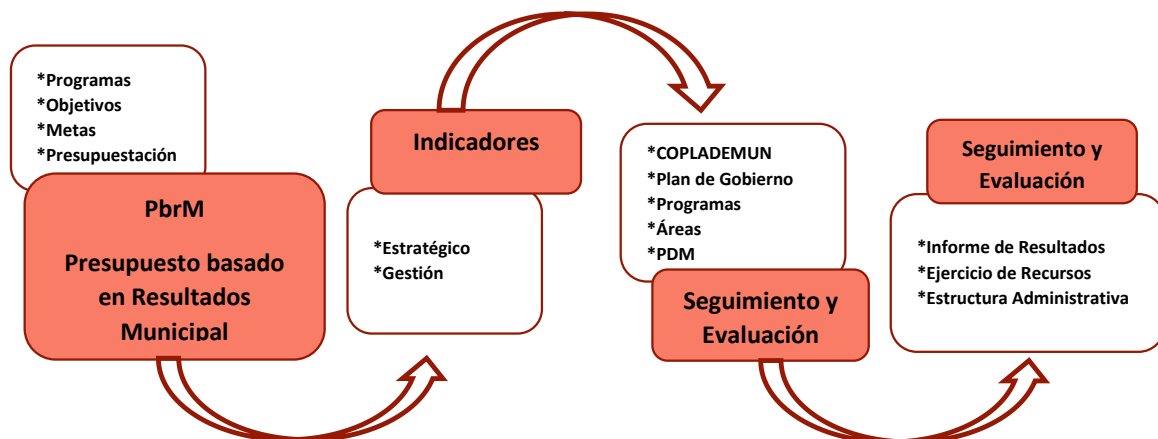 *Programas
*Objetivos
*Metas
*Presupuestación
PbrM
Presupuesto basado
en Resultados
Municipal
Indicadores
*Estratégico
*Gestión
*COPLADEMUN
*Plan de Gobierno
*Programas
*Áreas
*PDM
Seguimiento y
Evaluación
Seguimiento y
Evaluación
*Informe de Resultados
*Ejercicio de Recursos
*Estructura Administrativa